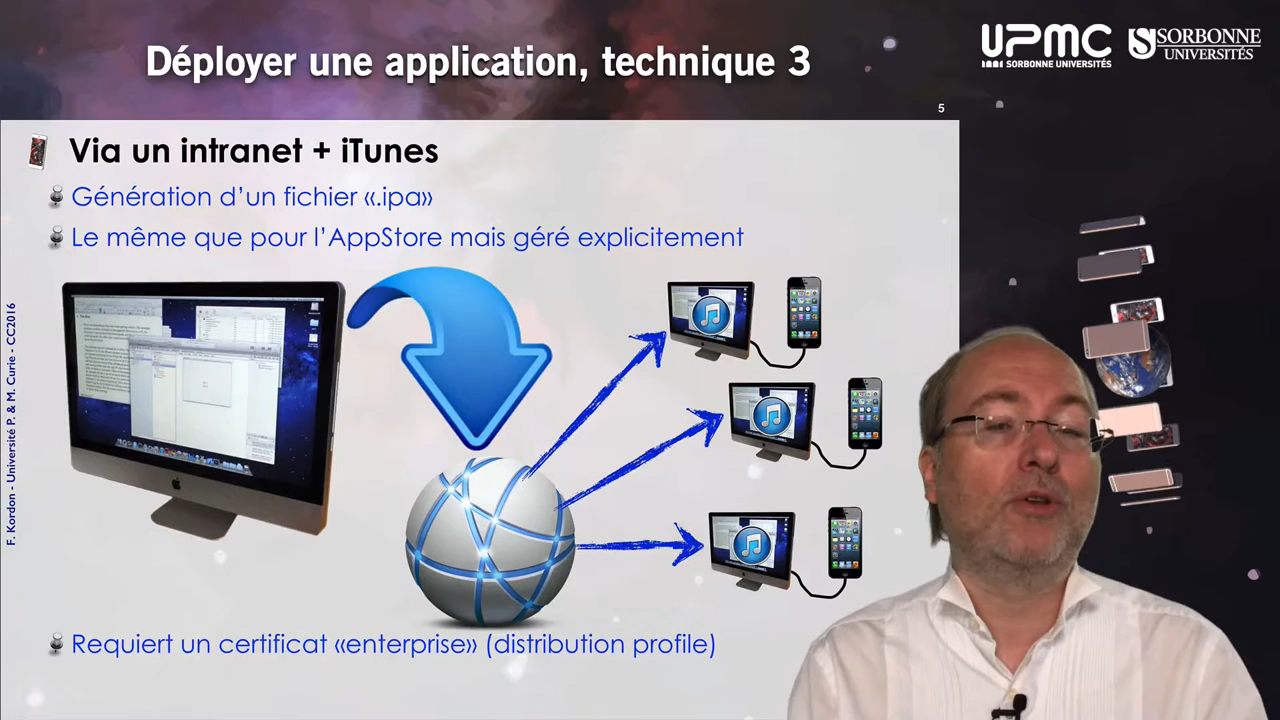 Déployer une application, technique 3
UPMC
SORBONNE UNIVERSITÉS
SORBONNE
UNIVERSITÉS
5
Via un intranet + iTunes
Génération d’un fichier «.ipa»
Le même que pour l’AppStore mais géré explicitement
F. Kordon - Université P. & M. Curie - CC2016
Requiert un certificat «enterprise» (distribution profile)